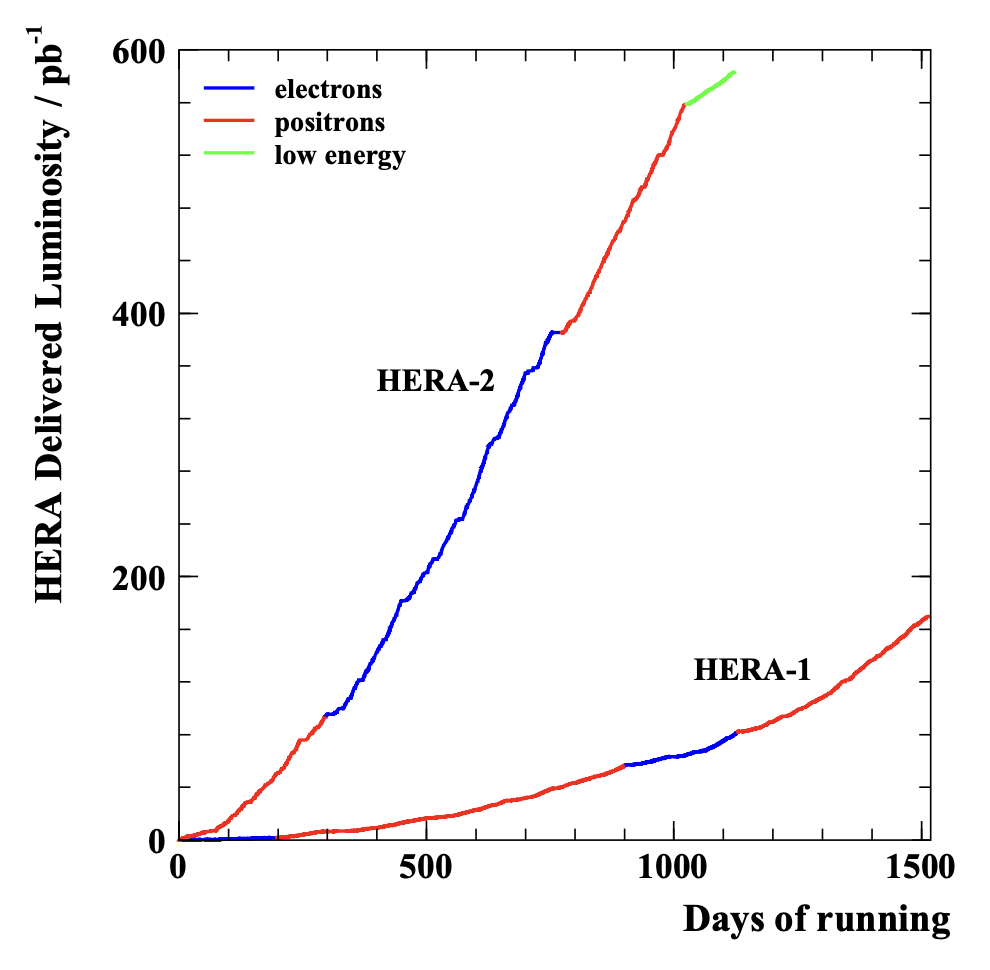 HERA Delivered Luminosity / pb-1
600
400
200
0
electrons
positrons
low energy
HERA-2
HERA-1
0 500 1000 1500
Days of running